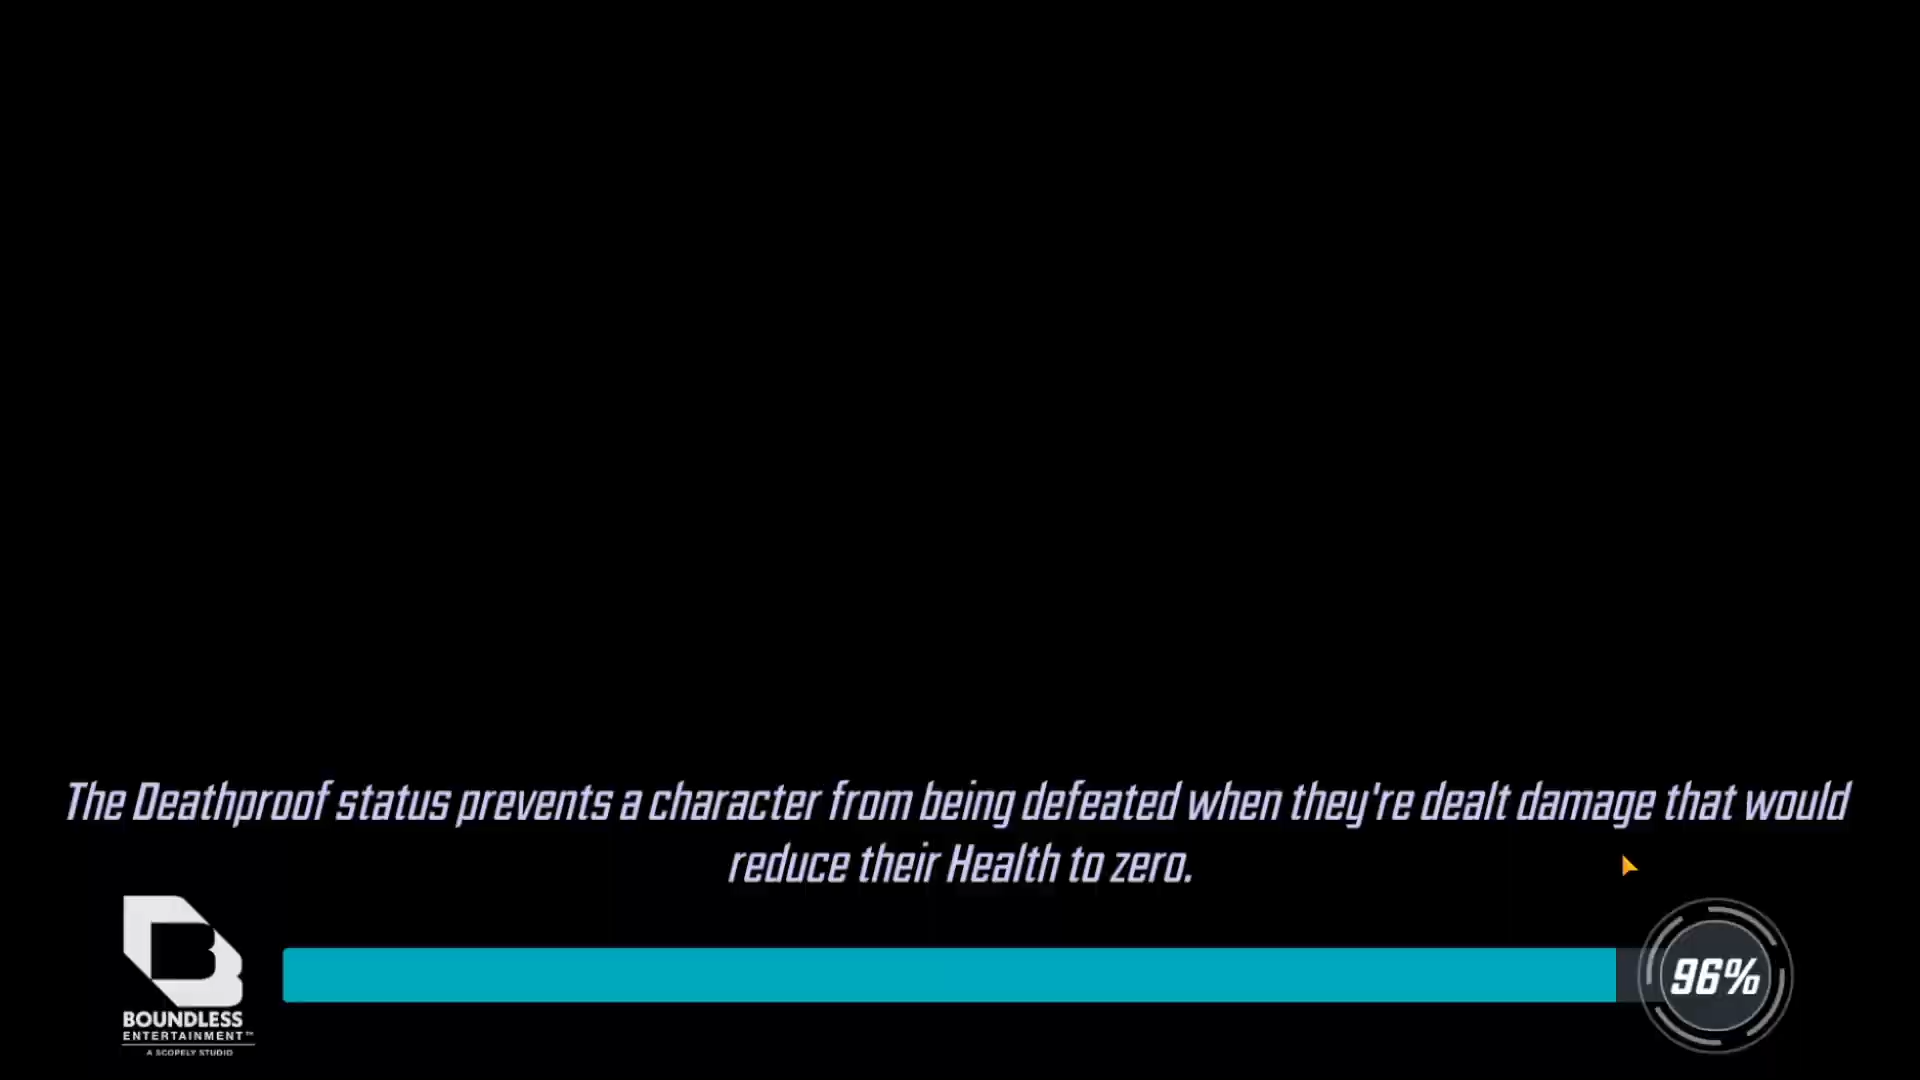 The Deathproof status prevents a character from being defeated when they're dealt damage that would
reduce their Health to zero.
96%
BOUNDLESS
ENTERTAINMENT™
A SCOPELY STUDIO